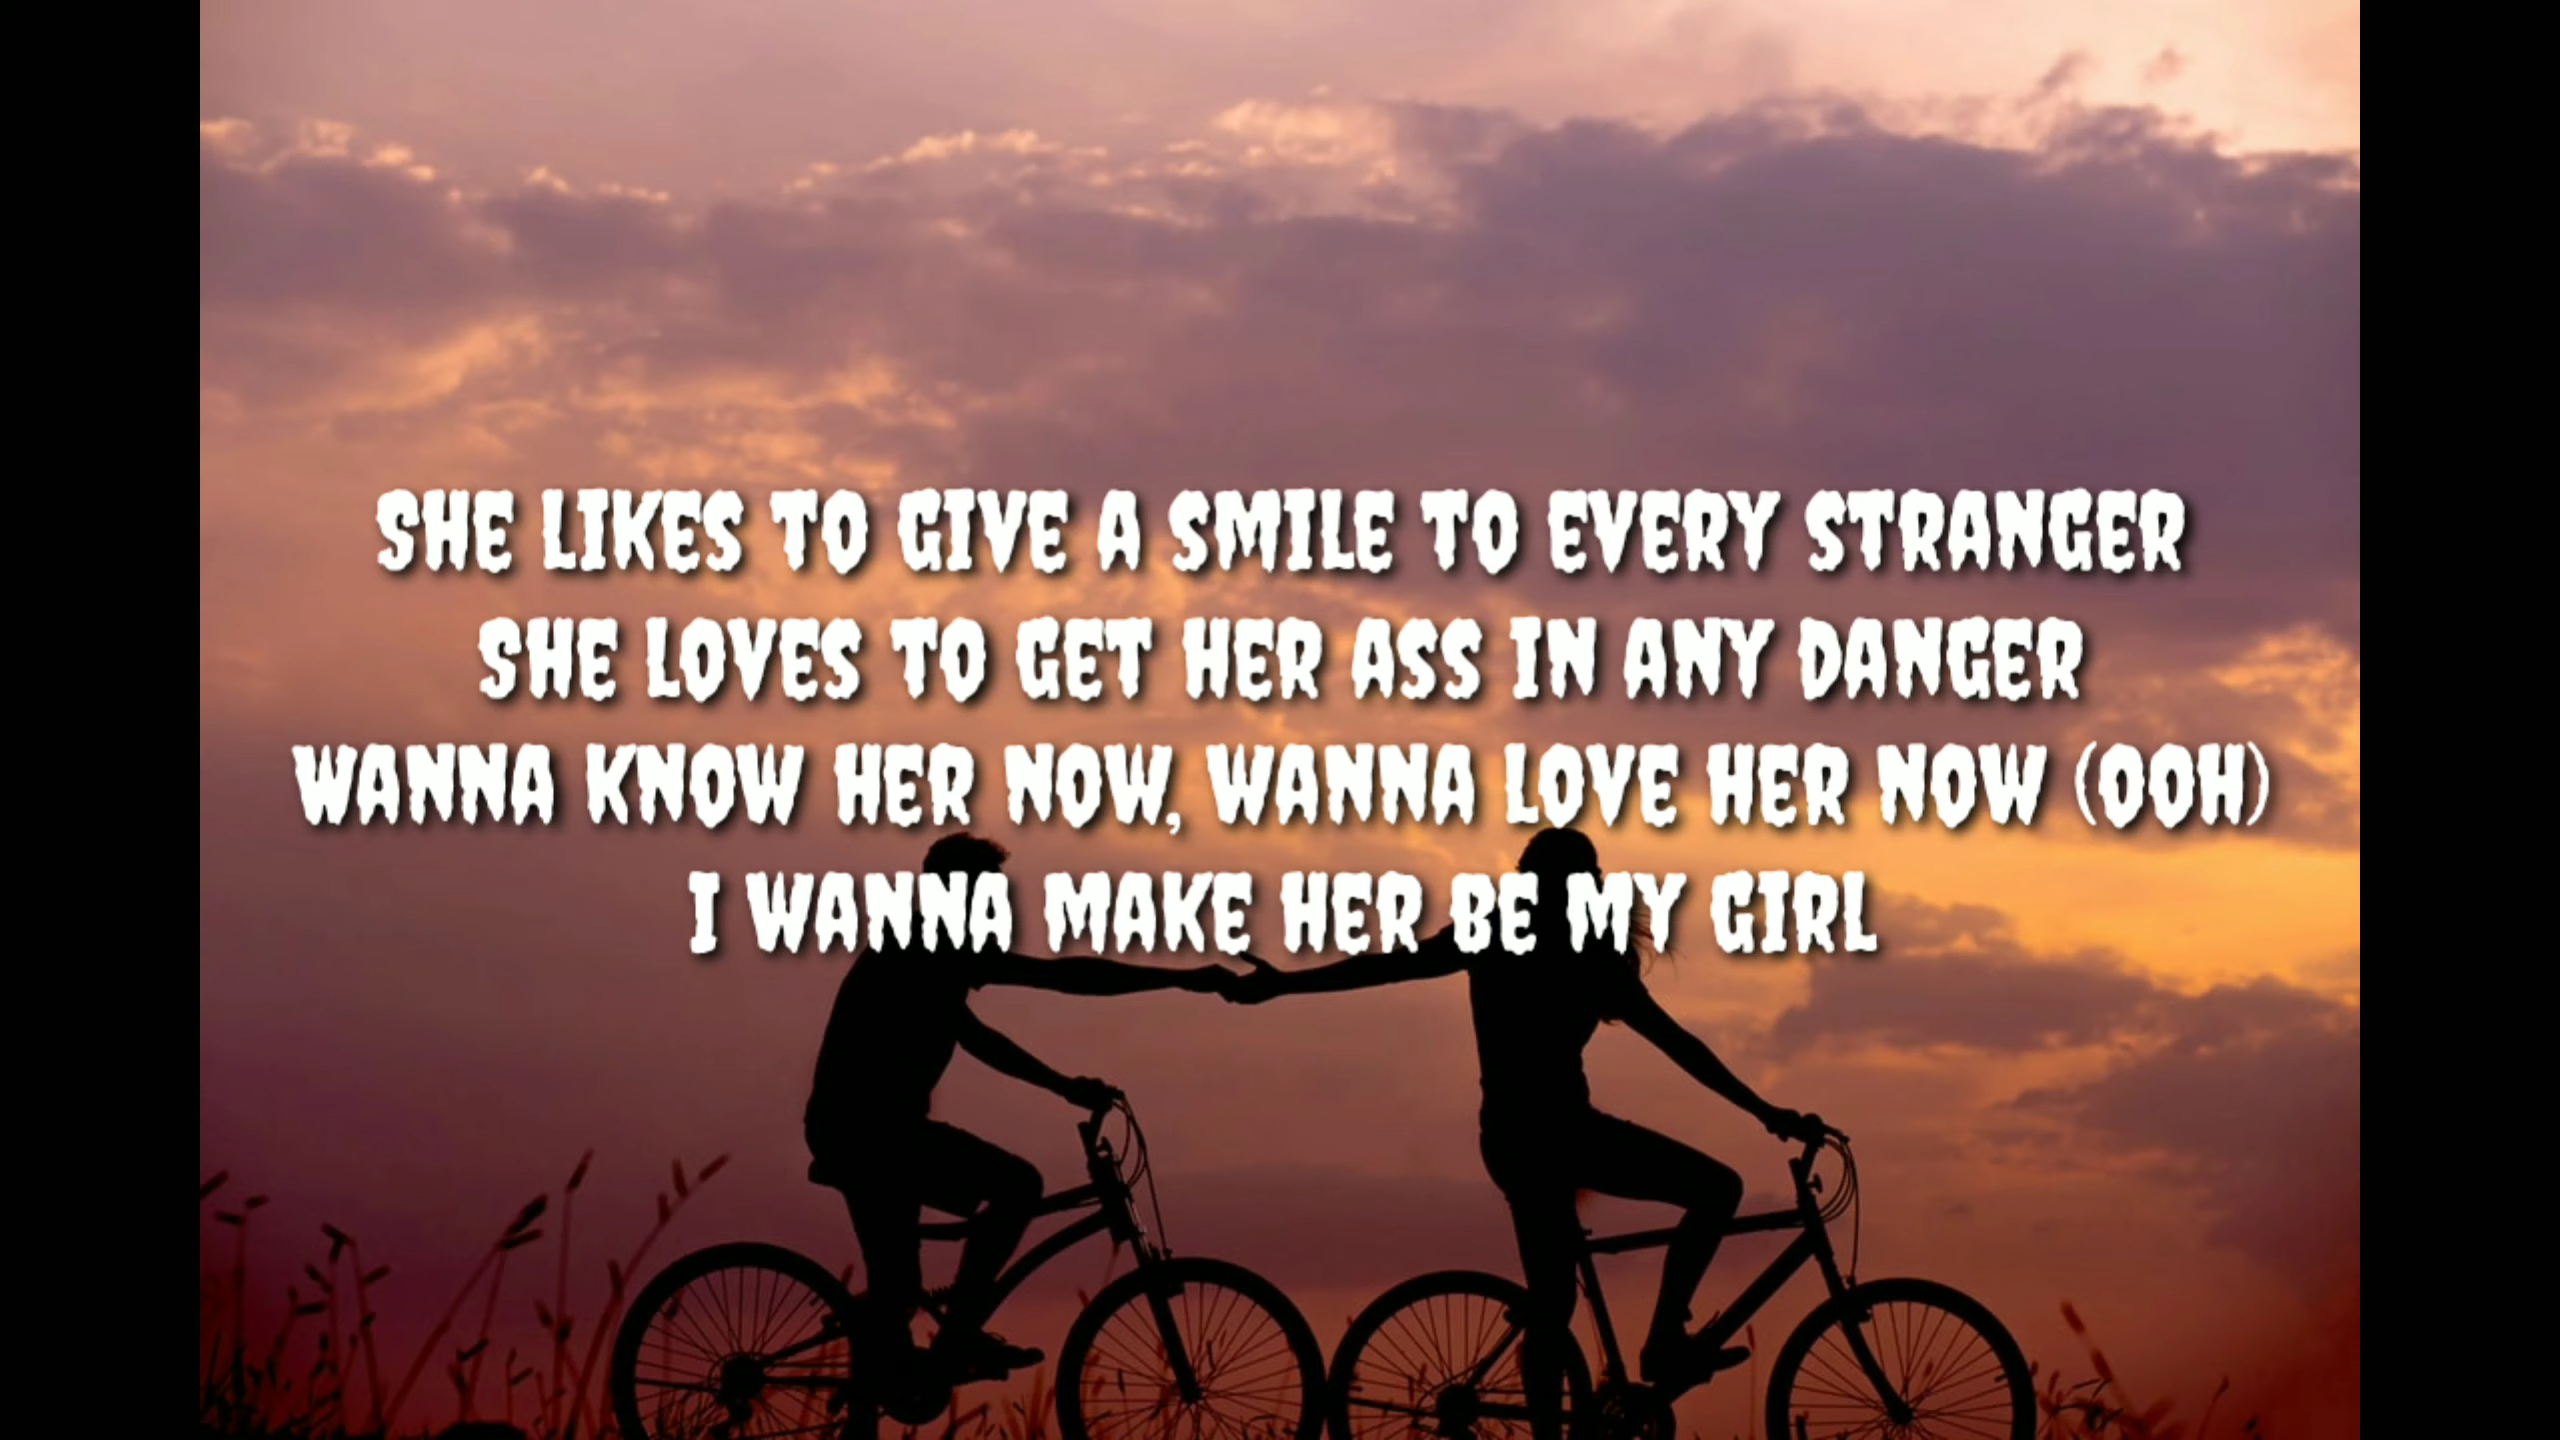 SHE LIKES TO GIVE A SMILE TO EVERY STRANGER
SHE LOVES TO GET HER ASS IN ANY DANGER
WANNA KNOW HER NOW, WANNA LOVE HER NOW (OOH)
I WANNA MAKE HER BE MY GIRL